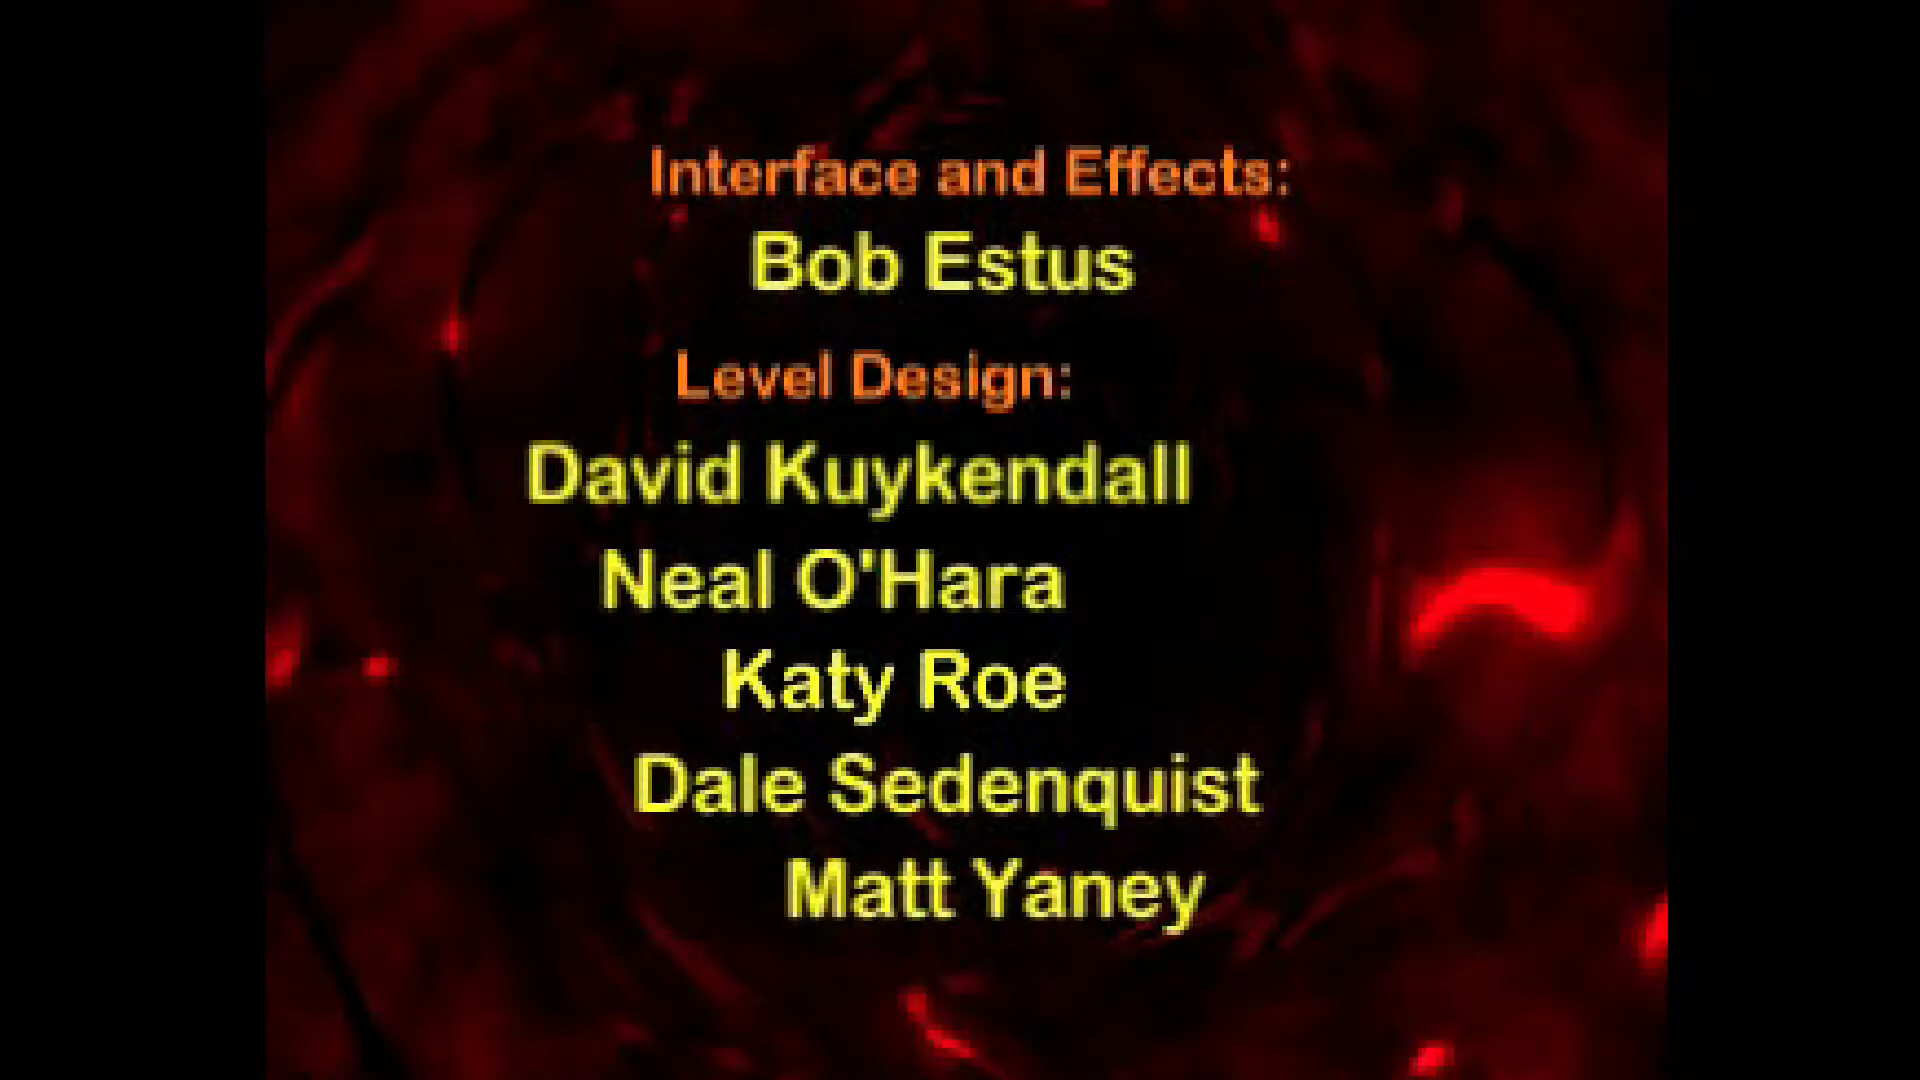 Interface and Effects:
Bob Estus
Level Design:
David Kuykendall
Neal O'Hara
Katy Roe
Dale Sedenquist
Matt Yaney